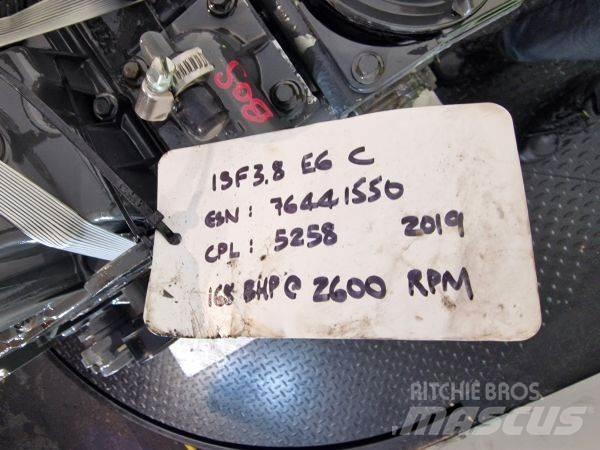 ISF3.8 E6 C
ESN: 76441550
CPL: 5258 2019
168 BHP @ 2600 RPM
RITCHIE BROS.
MASCUS